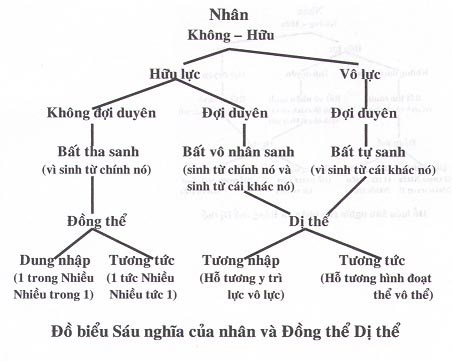 Nhân
Không – Hữu
Hữu lực Vô lực
Không đợi duyên Đợi duyên Đợi duyên
Bất tha sanh Bất vô nhân sanh Bất tự sanh
(vì sinh từ chính nó) (sinh từ chính nó và (vì sinh từ cái khác nó)
sinh từ cái khác nó)
Đồng thể Dị thể
Dung nhập Tương tức Tương nhập Tương tức
(1 trong Nhiều (1 tức Nhiều (Hỗ tương y trì (Hỗ tương hình đoạt
Nhiều trong 1) Nhiều tức 1) lực vô lực) thể vô thể)
Đồ biểu Sáu nghĩa của nhân và Đồng thể Dị thể